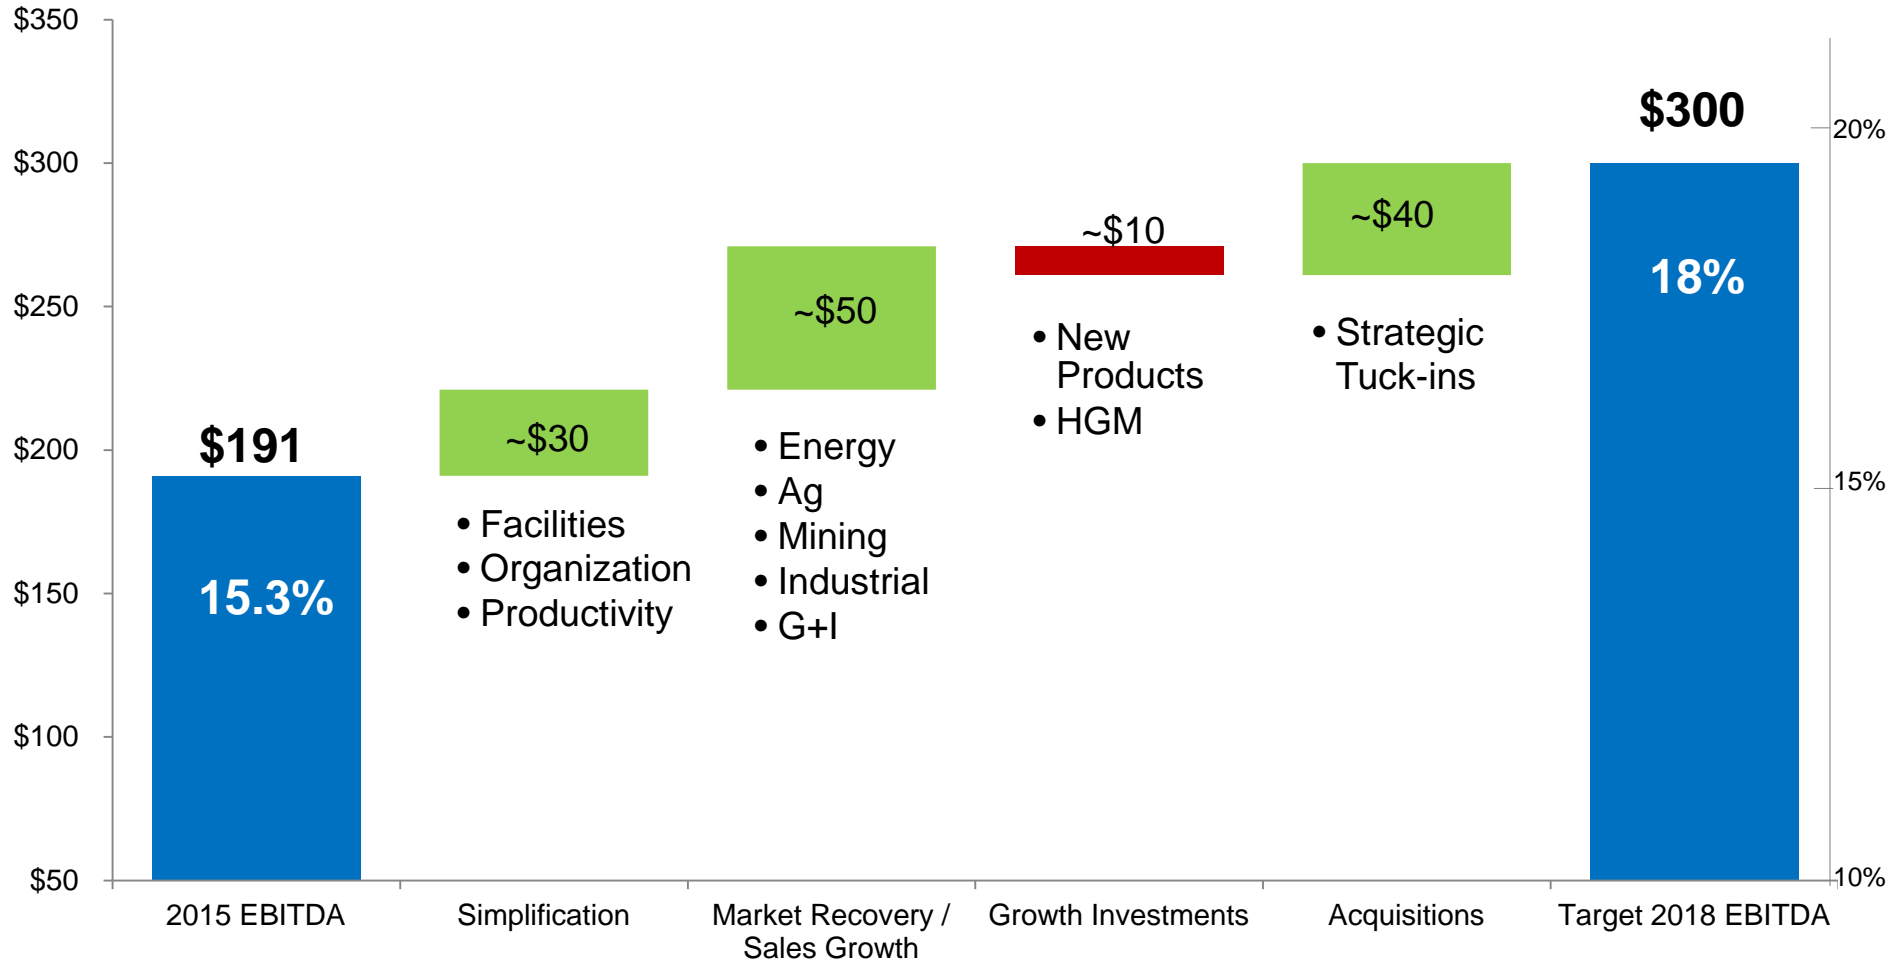 $350
$300
$250
$200
$150
$100
$50
$191
15.3%
~$30
• Facilities
• Organization
• Productivity
~$50
• Energy
• Ag
• Mining
• Industrial
• G+I
~$10
• New
Products
• HGM
~$40
• Strategic
Tuck-ins
$300
18%
20%
15%
10%
2015 EBITDA
Simplification
Market Recovery /
Sales Growth
Growth Investments
Acquisitions
Target 2018 EBITDA